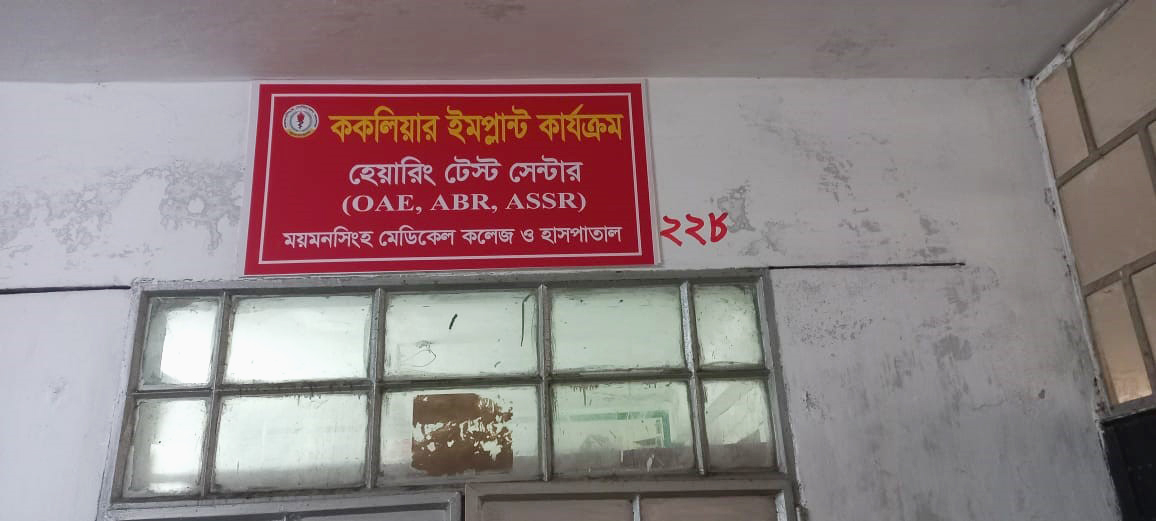 ককলিয়ার ইমপ্লান্ট কার্যক্রম
হেয়ারিং টেস্ট সেন্টার
(OAE, ABR, ASSR)
ময়মনসিংহ মেডিকেল কলেজ ও হাসপাতাল
২২৮